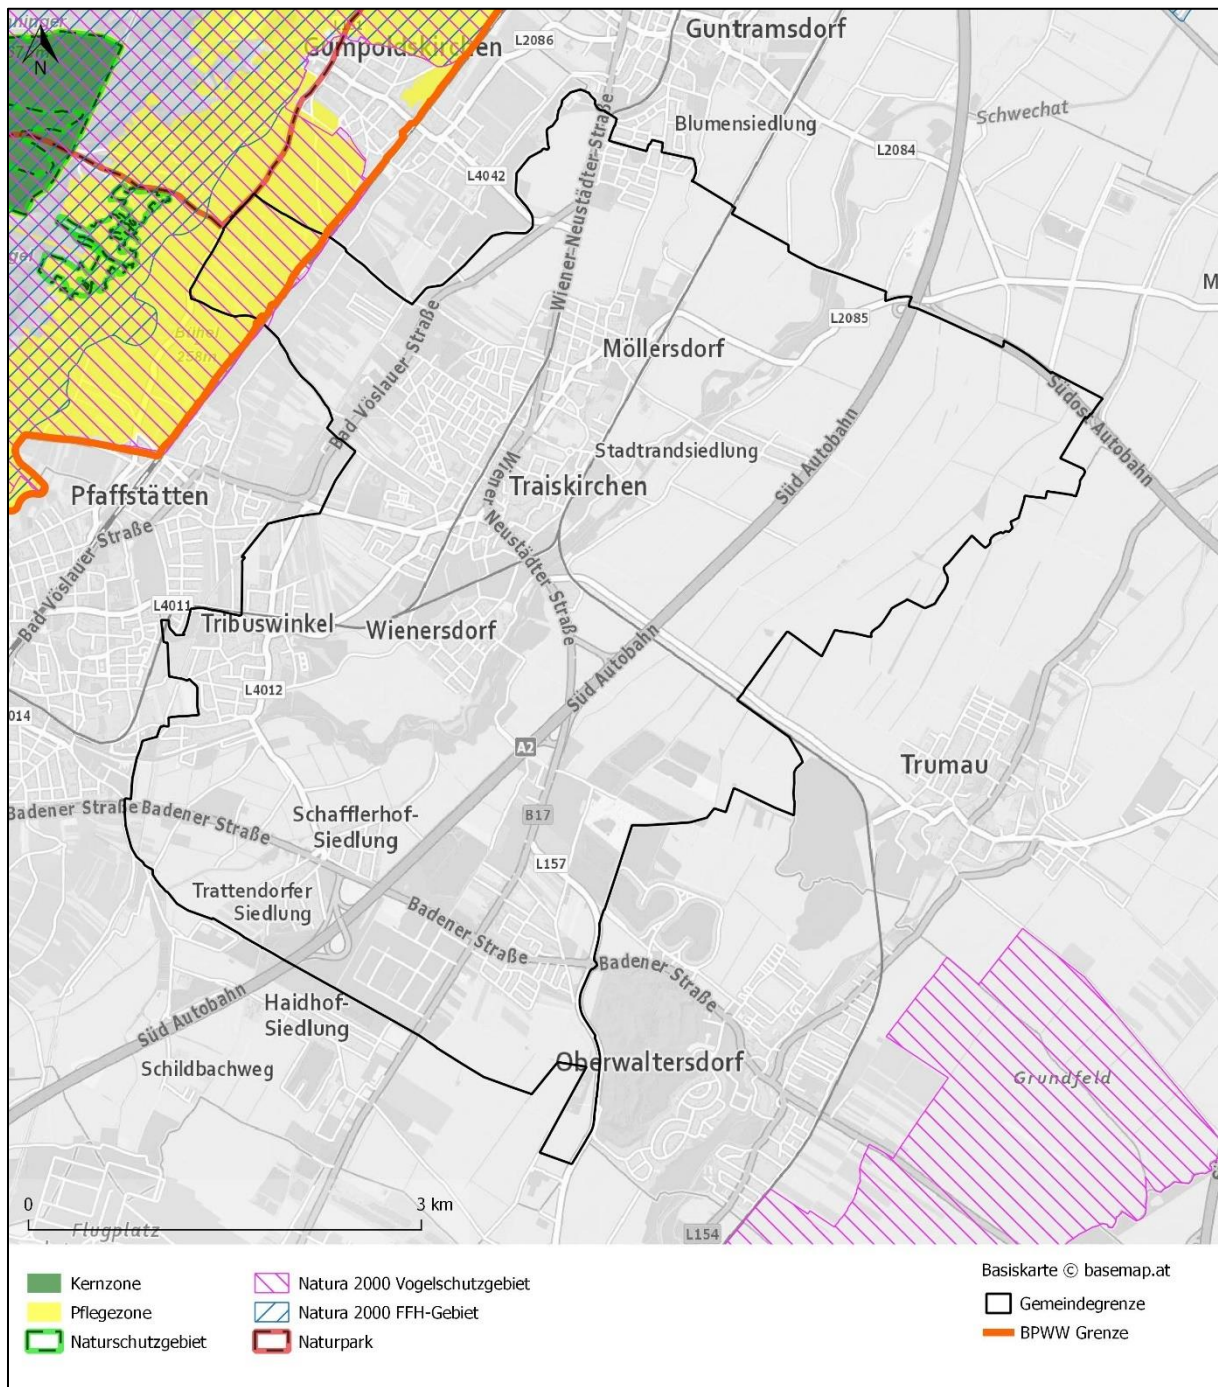 Guntramsdorf
Gumpoldskirchen
L2086
N
Schwechat
Blumensiedlung
L2084
L4042
Wiener-Neustädter-Straße
L2085
Möllersdorf
Bühel
258m
Bad-Vöslauer-Straße
Südost Autobahn
Stadtrandsiedlung
Süd Autobahn
Traiskirchen
Pfaffstätten
Wiener Neustädter Straße
Bad-Vöslauer-Straße
L4011
Tribuswinkel
Wienersdorf
L4012
Süd Autobahn
014
A2
Trumau
Badener Straße
Badener Straße
Schafflerhof-
Siedlung
B17
L157
Trattendorfer
Siedlung
Badener Straße
Badener Straße
Haidhof-
Siedlung
Süd Autobahn
Schildbachweg
Oberwaltersdorf
Grundfeld
0
3 km
Flugplatz
L154
Kernzone
Pflegezone
Naturschutzgebiet
Natura 2000 Vogelschutzgebiet
Natura 2000 FFH-Gebiet
Naturpark
Basiskarte © basemap.at
Gemeindegrenze
BPWW Grenze